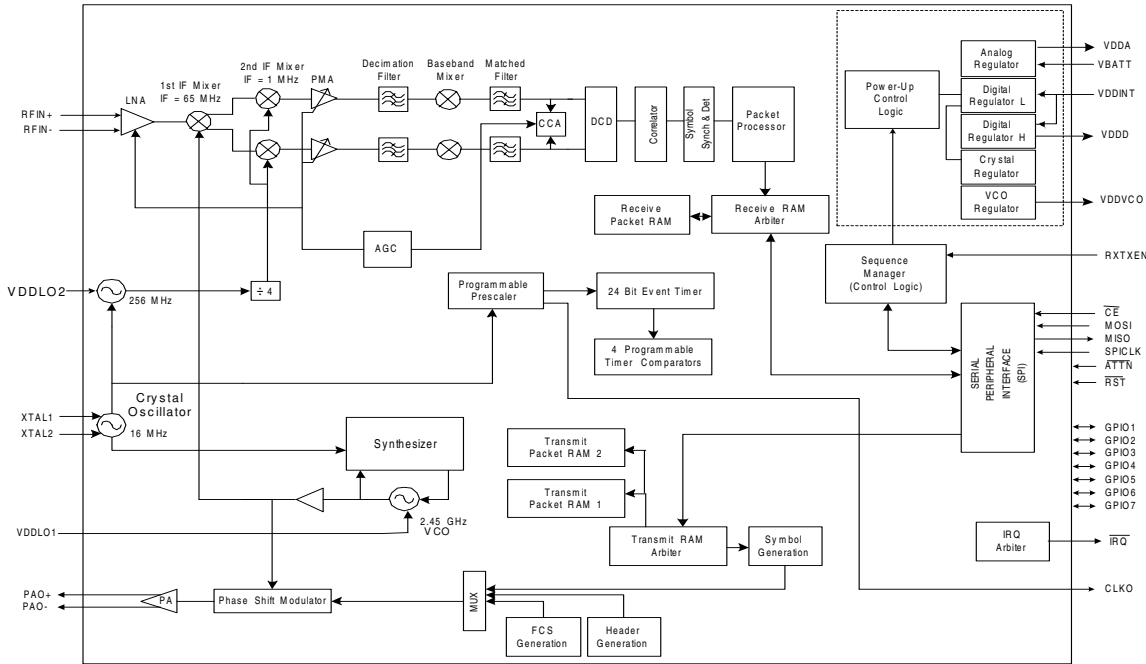 RFIN+
RFIN-
LNA
1st IF Mixer
IF = 65 MHz
2nd IF Mixer
IF = 1 MHz
PMA
Decimation
Filter
Baseband
Mixer
Matched
Filter
CCA
DCD
Correlator
Symbol
Synch & Det
Packet
Processor
Power-Up
Control
Logic
Analog
Regulator
Digital
Regulator L
Digital
Regulator H
Crystal
Regulator
VCO
Regulator
VDDA
VBATT
VDDINT
VDDD
VDDVCO
AGC
Receive
Packet RAM
Receive RAM
Arbiter
Sequence
Manager
(Control Logic)
RXTXEN
VDDLO2
256 MHz
÷ 4
Programmable
Prescaler
24 Bit Event Timer
4 Programmable
Timer Comparators
SERIAL
PERIPHERAL
INTERFACE
(SPI)
CE
MOSI
MISO
SPICLK
ATTN
RST
XTAL1
XTAL2
Crystal
Oscillator
16 MHz
Synthesizer
2.45 GHz
VCO
VDDLO1
Transmit
Packet RAM 2
Transmit
Packet RAM 1
Transmit RAM
Arbiter
Symbol
Generation
GPIO1
GPIO2
GPIO3
GPIO4
GPIO5
GPIO6
GPIO7
IRQ
Arbiter
IRQ
CLKO
PAO+
PAO-
PA
Phase Shift Modulator
MUX
FCS
Generation
Header
Generation